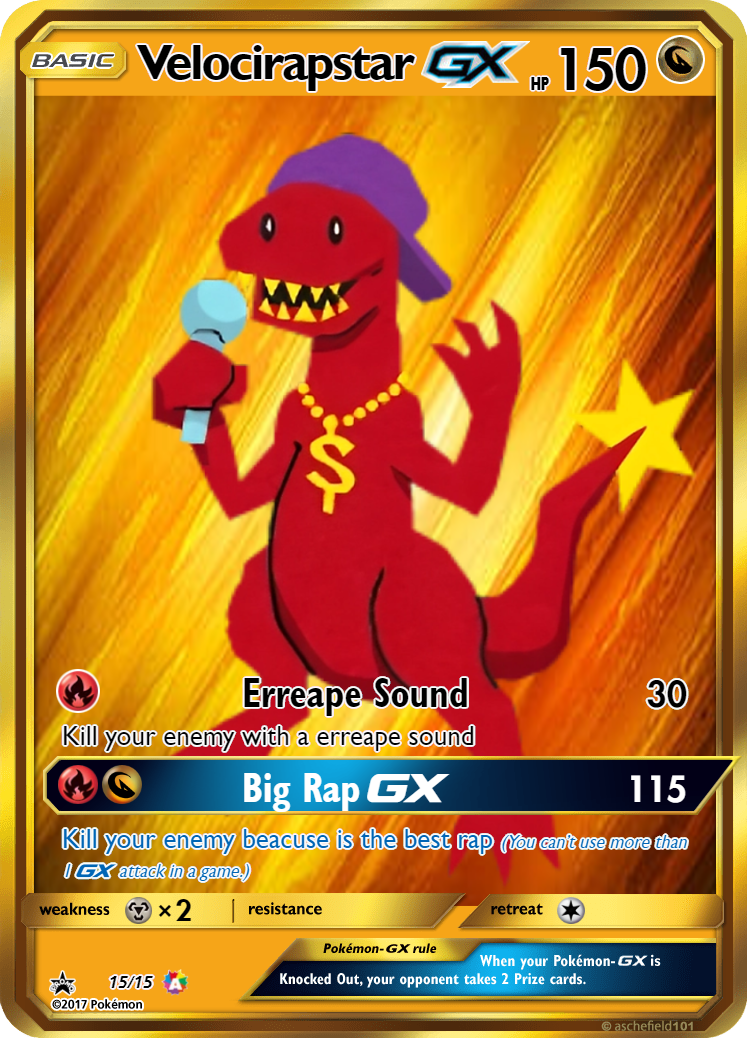 BASIC Velocirapstar GX HP 150
$
Erreape Sound 30
Kill your enemy with a erreape sound
Big Rap GX 115
Kill your enemy beacuse is the best rap (You can't use more than
1 GX attack in a game.)
weakness ×2 resistance retreat
Pokémon-GX rule
When your Pokémon-GX is
Knocked Out, your opponent takes 2 Prize cards.
15/15 A
©2017 Pokémon
© aschefield101